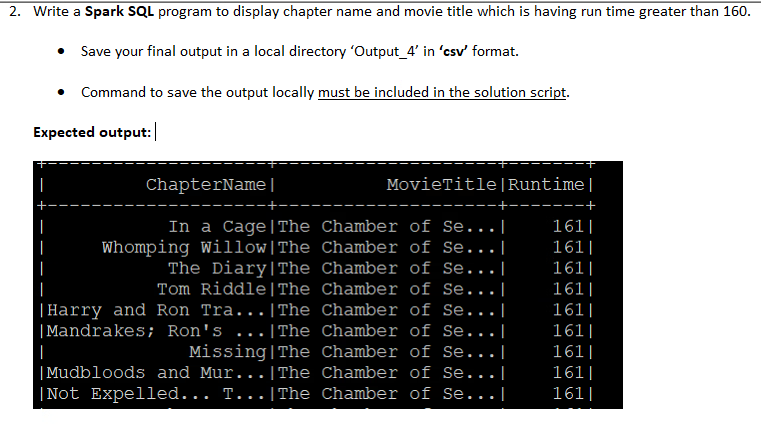 2. Write a Spark SQL program to display chapter name and movie title which is having run time greater than 160.
• Save your final output in a local directory ‘Output_4’ in ‘csv’ format.
• Command to save the output locally must be included in the solution script.
Expected output:
+--------------------+--------------------+-------+
| ChapterName| MovieTitle|Runtime|
+--------------------+--------------------+-------+
| In a Cage|The Chamber of Se...| 161|
| Whomping Willow|The Chamber of Se...| 161|
| The Diary|The Chamber of Se...| 161|
| Tom Riddle|The Chamber of Se...| 161|
|Harry and Ron Tra...|The Chamber of Se...| 161|
|Mandrakes; Ron's ...|The Chamber of Se...| 161|
| Missing|The Chamber of Se...| 161|
|Mudbloods and Mur...|The Chamber of Se...| 161|
|Not Expelled... T...|The Chamber of Se...| 161|